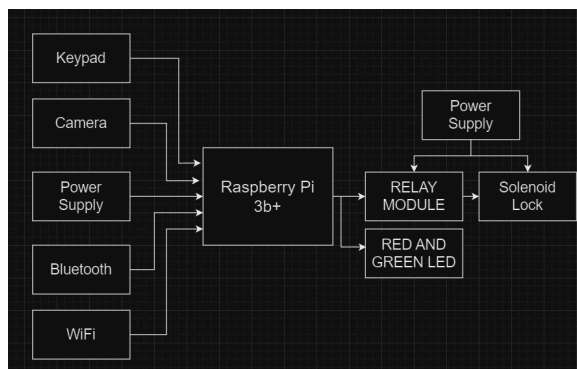 Keypad
Camera
Power
Supply
Bluetooth
WiFi
Raspberry Pi
3b+
Power
Supply
RELAY
MODULE
Solenoid
Lock
RED AND
GREEN LED